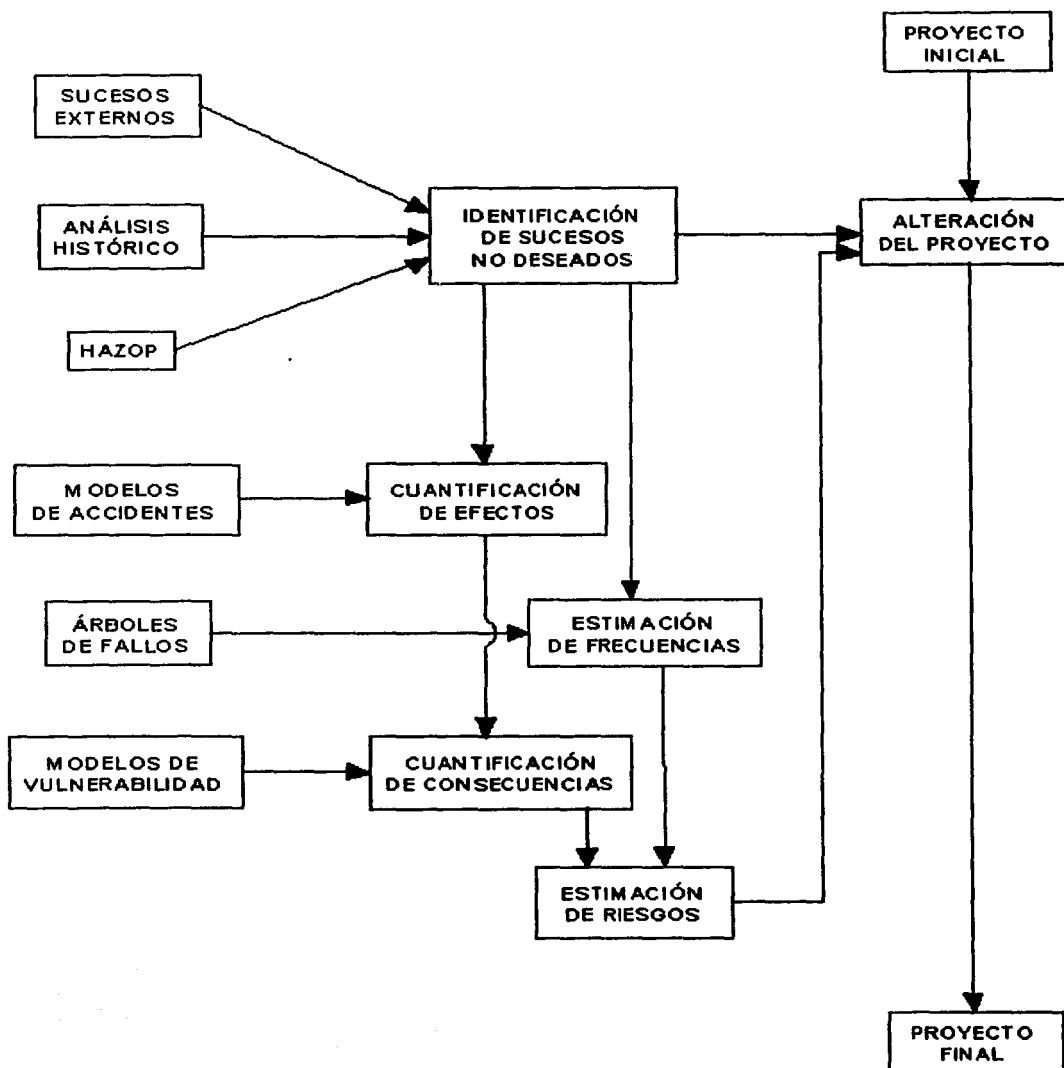 PROYECTO
INICIAL
SUCESOS
EXTERNOS
ANÁLISIS
HISTÓRICO
HAZOP
IDENTIFICACIÓN
DE SUCESOS
NO DESEADOS
ALTERACIÓN
DEL PROYECTO
MODELOS
DE ACCIDENTES
CUANTIFICACIÓN
DE EFECTOS
ÁRBOLES
DE FALLOS
ESTIMACIÓN
DE FRECUENCIAS
MODELOS DE
VULNERABILIDAD
CUANTIFICACIÓN
DE CONSECUENCIAS
ESTIMACIÓN
DE RIESGOS
PROYECTO
FINAL